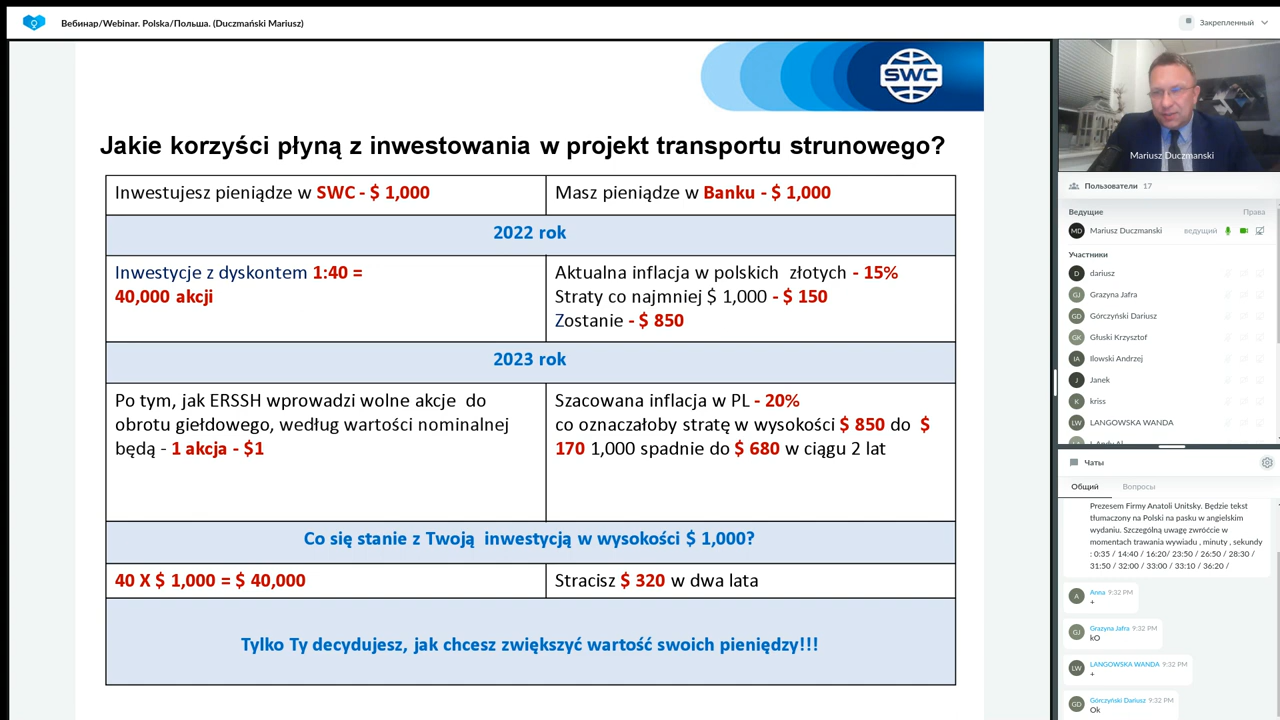 Вебинар/Webinar. Polska/Польша. (Duczmański Mariusz)
Закрепленный
SWC
Jakie korzyści płyną z inwestowania w projekt transportu strunowego?
Inwestujesz pieniądze w SWC - $ 1,000
Masz pieniądze w Banku - $ 1,000
2022 rok
Inwestycje z dyskontem 1:40 =
40,000 akcji
Aktualna inflacja w polskich złotych - 15%
Straty co najmniej $ 1,000 - $ 150
Zostanie - $ 850
2023 rok
Po tym, jak ERSSH wprowadzi wolne akcje do
obrotu giełdowego, według wartości nominalnej
będą - 1 akcja - $1
Szacowana inflacja w PL - 20%
co oznaczałoby stratę w wysokości $ 850 do $
170 1,000 spadnie do $ 680 w ciągu 2 lat
Co się stanie z Twoją inwestycją w wysokości $ 1,000?
40 X $ 1,000 = $ 40,000
Stracisz $ 320 w dwa lata
Tylko Ty decydujesz, jak chcesz zwiększyć wartość swoich pieniędzy!!!
Mariusz Duczmanski
Пользователи 17
Ведущие Права
MD Mariusz Duczmanski ведущий
Участники
D dariusz
GJ Grazyna Jafra
GD Górczyński Dariusz
GK Głuski Krzysztof
IA Ilowski Andrzej
J Janek
K kriss
LW LANGOWSKA WANDA
Чаты
Общий Вопросы
Prezesem Firmy Anatoli Unitsky. Będzie tekst
tłumaczony na Polski na pasku w angielskim
wydaniu. Szczególną uwagę zwróćcie w
momentach trawania wywiadu , minuty , sekundy
: 0:35 / 14:40 / 16:20/ 23:50 / 26:50 / 28:30 /
31:50 / 32:00 / 33:00 / 33:10 / 36:20 /
A Anna 9:32 PM
+
GJ Grazyna Jafra 9:32 PM
kO
LW LANGOWSKA WANDA 9:32 PM
+
GD Górczyński Dariusz 9:32 PM
Ok